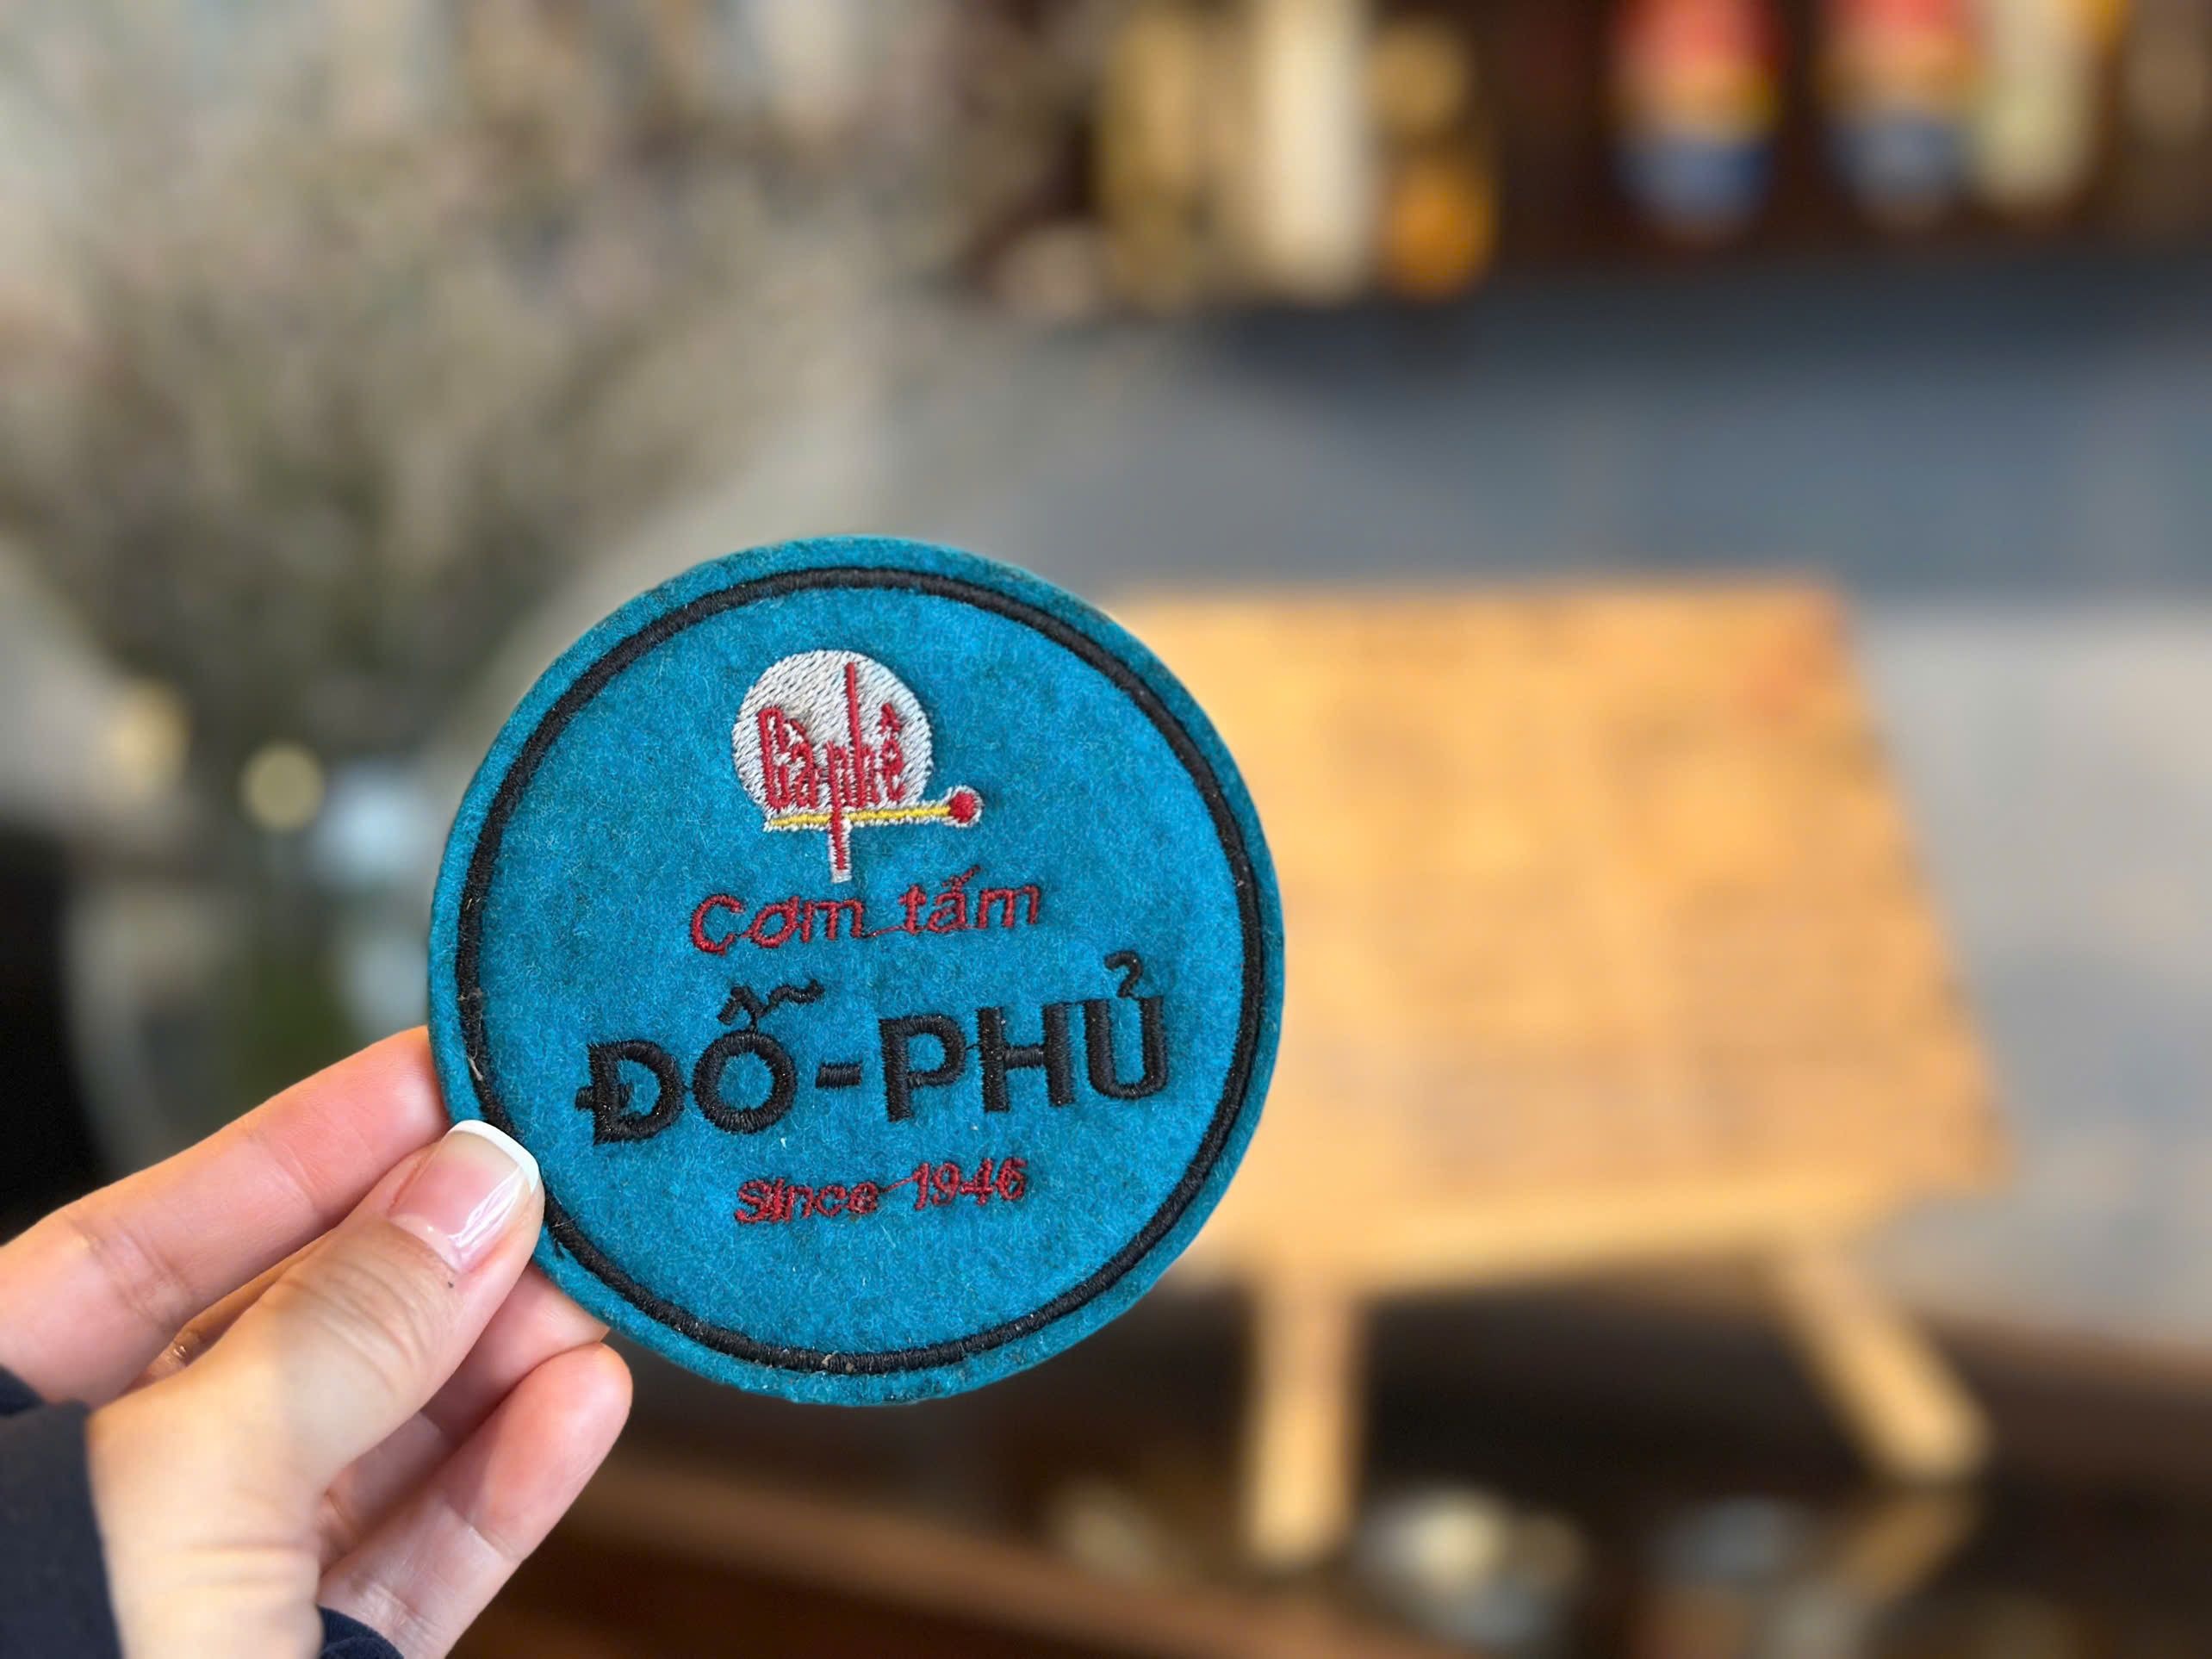 Cà phê
Cơm tấm
ĐỖ-PHỦ
Since 1946